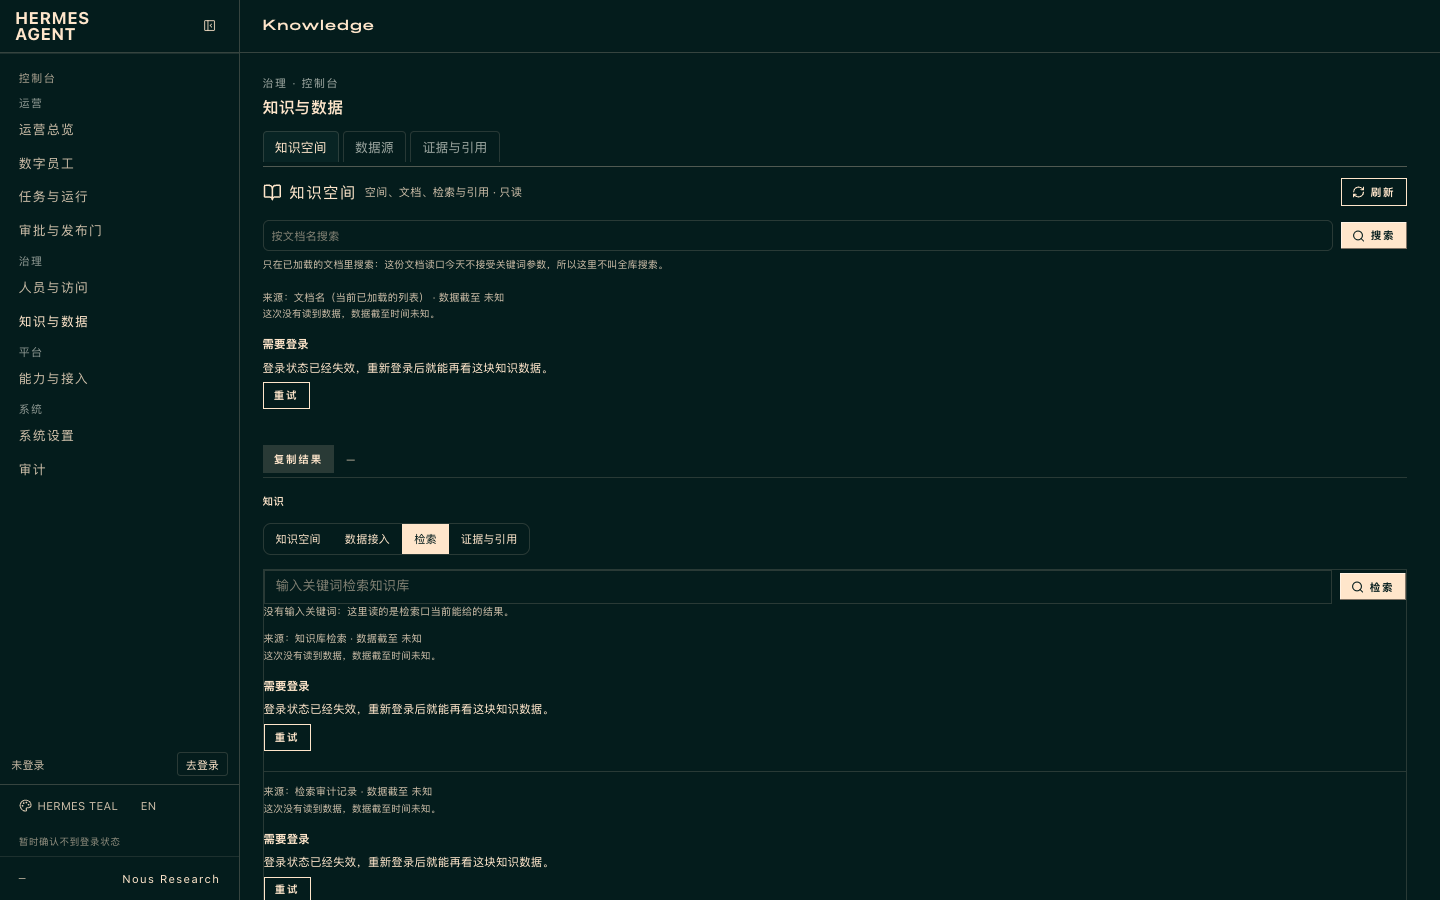 HERMES
AGENT
Knowledge
控制台
运营
运营总览
数字员工
任务与运行
审批与发布门
治理
人员与访问
知识与数据
平台
能力与接入
系统
系统设置
审计
未登录
去登录
HERMES TEAL
EN
暂时确认不到登录状态
—
Nous Research
治理 · 控制台
知识与数据
知识空间
数据源
证据与引用
知识空间 空间、文档、检索与引用 · 只读
刷新
按文档名搜索
搜索
只在已加载的文档里搜索：这份文档读口今天不接受关键词参数，所以这里不叫全库搜索。
来源：文档名（当前已加载的列表） · 数据截至 未知
这次没有读到数据，数据截至时间未知。
需要登录
登录状态已经失效，重新登录后就能再看这块知识数据。
重试
复制结果
—
知识
知识空间
数据接入
检索
证据与引用
输入关键词检索知识库
检索
没有输入关键词：这里读的是检索口当前能给的结果。
来源：知识库检索 · 数据截至 未知
这次没有读到数据，数据截至时间未知。
需要登录
登录状态已经失效，重新登录后就能再看这块知识数据。
重试
来源：检索审计记录 · 数据截至 未知
这次没有读到数据，数据截至时间未知。
需要登录
登录状态已经失效，重新登录后就能再看这块知识数据。
重试